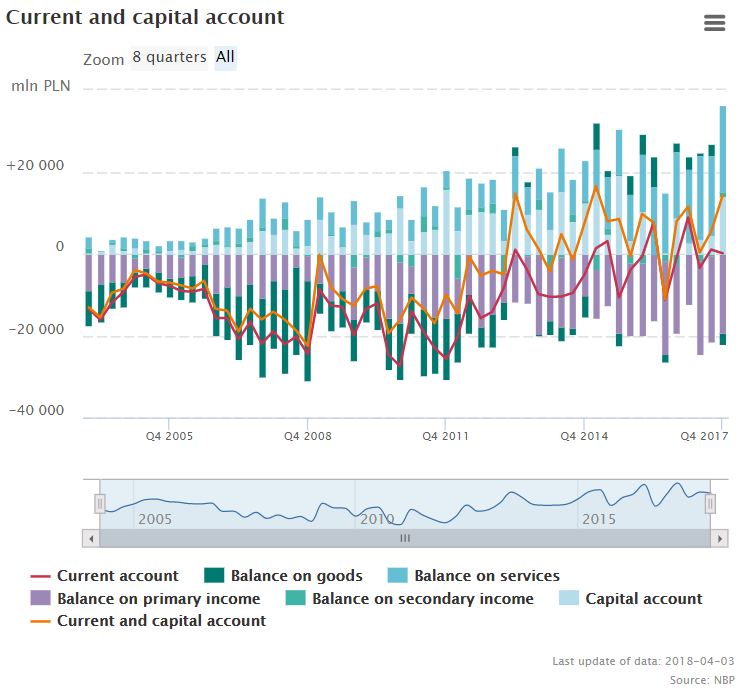 Current and capital account
Zoom 8 quarters All
mln PLN
+20 000
0
−20 000
−40 000
Q4 2005 Q4 2008 Q4 2011 Q4 2014 Q4 2017
2005 2010 2015
Current account Balance on goods Balance on services
Balance on primary income Balance on secondary income Capital account
Current and capital account
Last update of data: 2018-04-03
Source: NBP